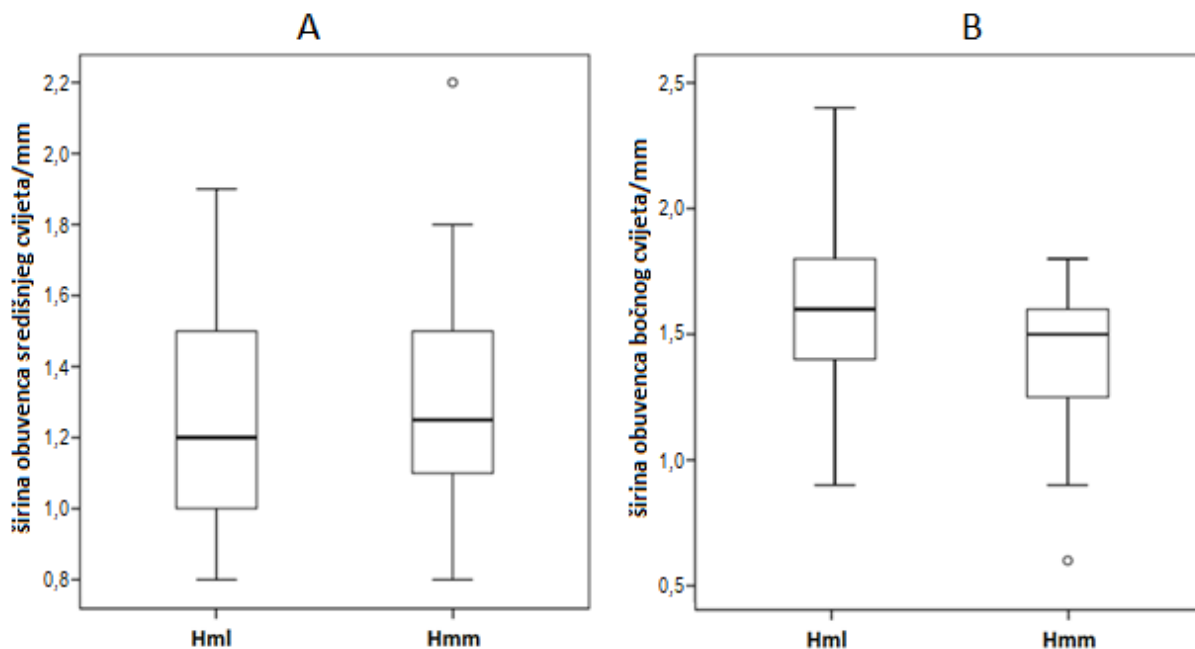 A
širina obuvenca središnjeg cvijeta/mm
2,2
2,0
1,8
1,6
1,4
1,2
1,0
0,8
Hml
Hmm
B
širina obuvenca bočnog cvijeta/mm
2,5
2,0
1,5
1,0
0,5
Hml
Hmm